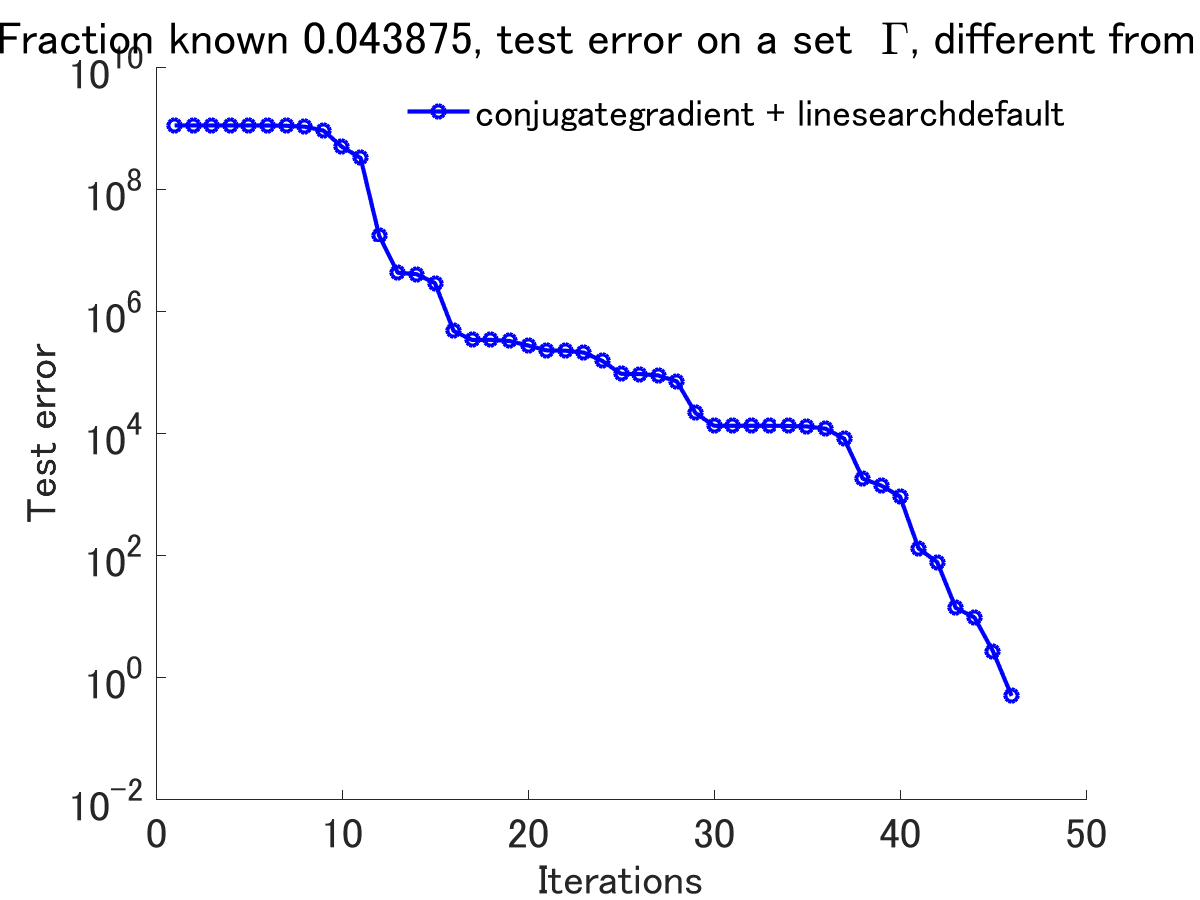 Fraction known 0.043875, test error on a set Γ, different from
conjugategradient + linesearchdefault
10^10
10^8
10^6
10^4
10^2
10^0
10^−2
Test error
0 10 20 30 40 50
Iterations